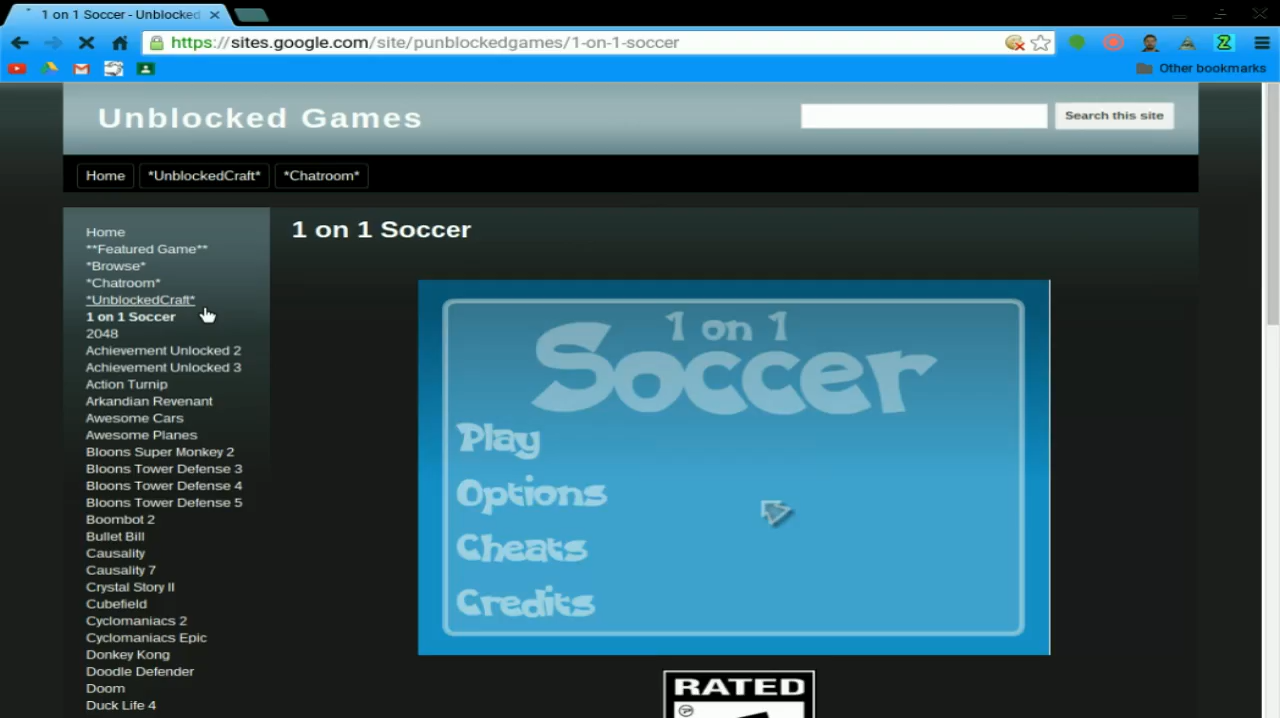 1 on 1 Soccer - Unblocked
https://sites.google.com/site/punblockedgames/1-on-1-soccer
Z
Other bookmarks
Unblocked Games
Search this site
Home
*UnblockedCraft*
*Chatroom*
Home
**Featured Game**
*Browse*
*Chatroom*
*UnblockedCraft*
1 on 1 Soccer
2048
Achievement Unlocked 2
Achievement Unlocked 3
Action Turnip
Arkandian Revenant
Awesome Cars
Awesome Planes
Bloons Super Monkey 2
Bloons Tower Defense 3
Bloons Tower Defense 4
Bloons Tower Defense 5
Boombot 2
Bullet Bill
Causality
Causality 7
Crystal Story II
Cubefield
Cyclomaniacs 2
Cyclomaniacs Epic
Donkey Kong
Doodle Defender
Doom
Duck Life 4
1 on 1 Soccer
1 on 1
Soccer
Play
Options
Cheats
Credits
RATED